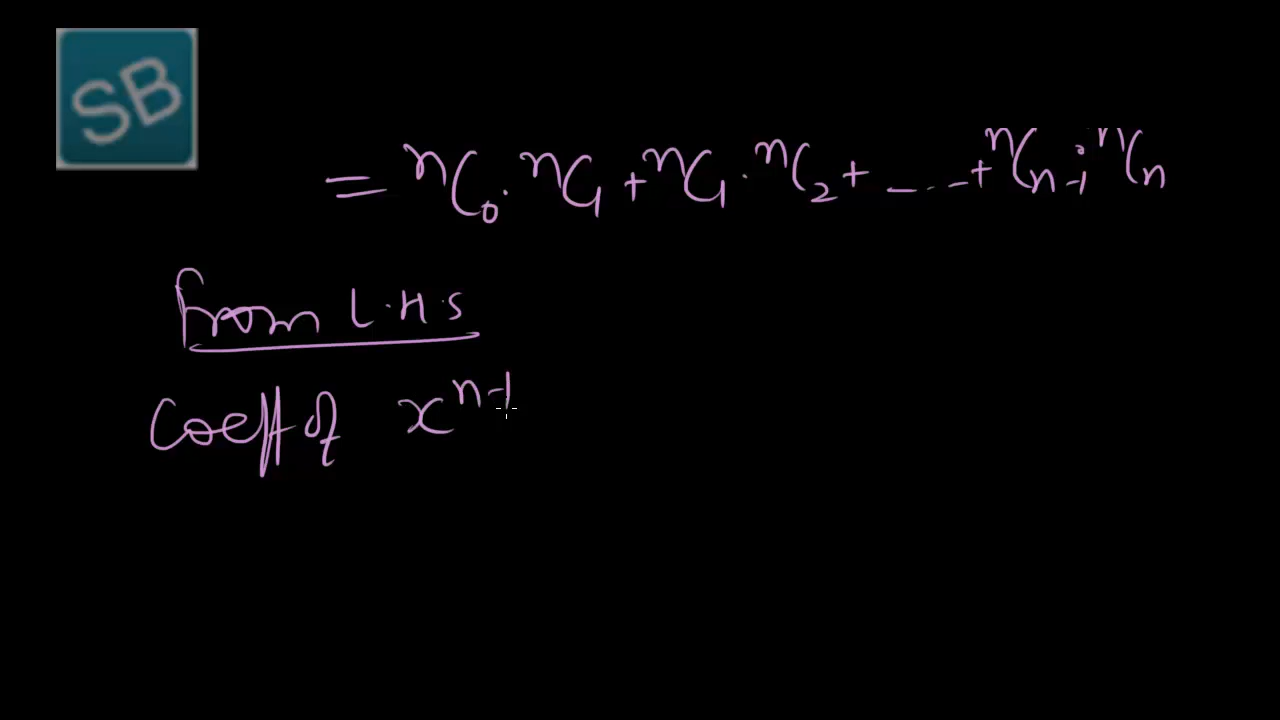 SB
= ⁿC₀ · ⁿC₁ + ⁿC₁ · ⁿC₂ + ... + ⁿCₙ₋₁ · ⁿCₙ
from L.H.S
Coeff of xⁿ⁻¹